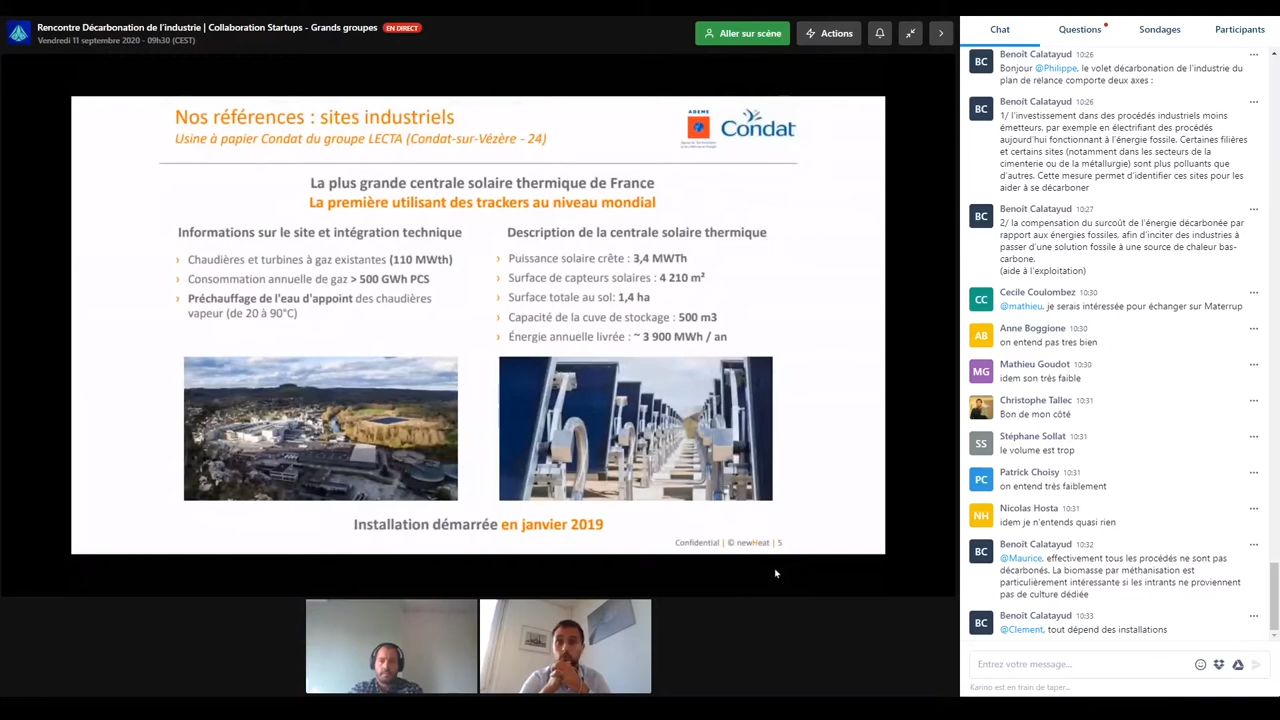 Rencontre Décarbonation de l'industrie | Collaboration Startups - Grands groupes
EN DIRECT
Vendredi 11 septembre 2020 - 09h30 (CEST)
Aller sur scène
Actions
Nos références : sites industriels
Usine à papier Condat du groupe LECTA (Condat-sur-Vézère - 24)
ADEME
Condat
La plus grande centrale solaire thermique de France
La première utilisant des trackers au niveau mondial
Informations sur le site et intégration technique
› Chaudières et turbines à gaz existantes (110 MWth)
› Consommation annuelle de gaz > 500 GWh PCS
› Préchauffage de l'eau d'appoint des chaudières
vapeur (de 20 à 90°C)
Description de la centrale solaire thermique
› Puissance solaire crête : 3,4 MWTh
› Surface de capteurs solaires : 4 210 m²
› Surface totale au sol: 1,4 ha
› Capacité de la cuve de stockage : 500 m3
› Énergie annuelle livrée : ~ 3 900 MWh / an
Installation démarrée en janvier 2019
Confidential | © newHeat | 5
Chat
Questions
Sondages
Participants
BC
Benoît Calatayud 10:26
Bonjour @Philippe, le volet décarbonation de l'industrie du
plan de relance comporte deux axes :
BC
Benoît Calatayud 10:26
1/ l'investissement dans des procédés industriels moins
émetteurs, par exemple en électrifiant des procédés
aujourd'hui fonctionnant à l'énergie fossile. Certaines filières
et certains sites (notamment dans les secteurs de la
cimenterie ou de la métallurgie) sont plus polluants que
d'autres. Cette mesure permet d'identifier ces sites pour les
aider à se décarboner
BC
Benoît Calatayud 10:27
2/ la compensation du surcoût de l'énergie décarbonée par
rapport aux énergies fossiles, afin d'inciter des industries à
passer d'une solution fossile à une source de chaleur bas-
carbone.
(aide à l'exploitation)
CC
Cecile Coulombez 10:30
@mathieu, je serais intéressée pour échanger sur Materrup
AB
Anne Boggione 10:30
on entend pas tres bien
MG
Mathieu Goudot 10:30
idem son très faible
Christophe Tallec 10:31
Bon de mon côté
SS
Stéphane Sollat 10:31
le volume est trop
PC
Patrick Choisy 10:31
on entend très faiblement
NH
Nicolas Hosta 10:31
idem je n'entends quasi rien
BC
Benoît Calatayud 10:32
@Maurice, effectivement tous les procédés ne sont pas
décarbonés. La biomasse par méthanisation est
particulièrement intéressante si les intrants ne proviennent
pas de culture dédiée
BC
Benoît Calatayud 10:33
@Clement, tout dépend des installations
Entrez votre message...
Karino est en train de taper...